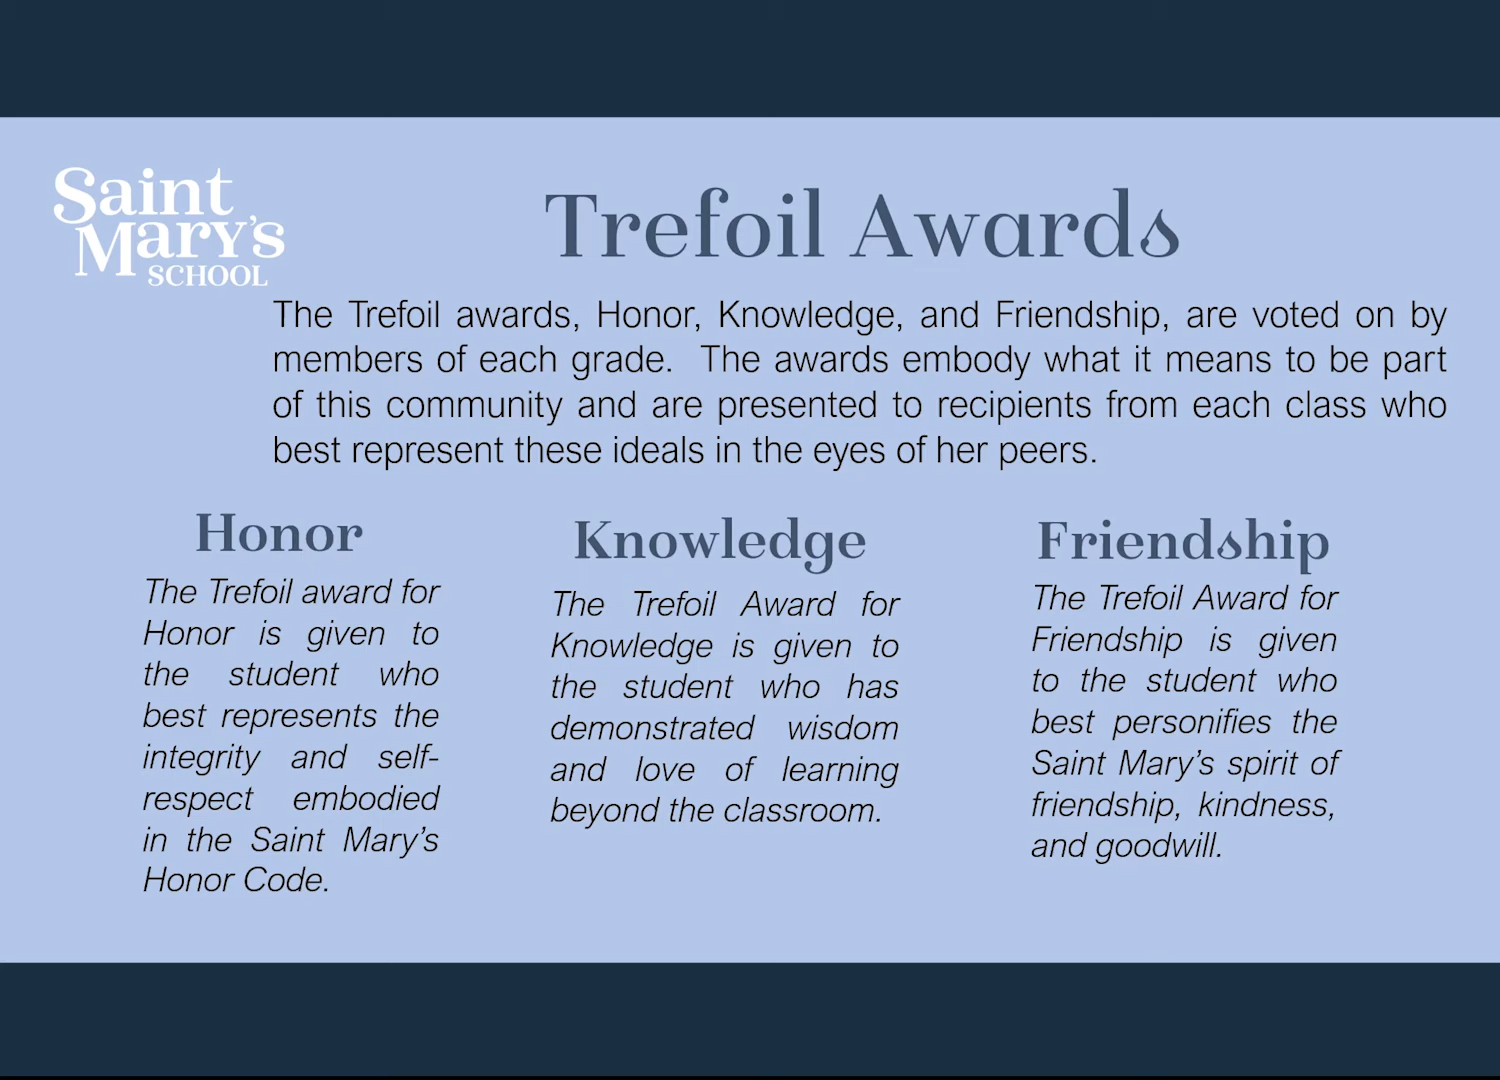 Saint
Mary's
SCHOOL
Trefoil Awards
The Trefoil awards, Honor, Knowledge, and Friendship, are voted on by
members of each grade. The awards embody what it means to be part
of this community and are presented to recipients from each class who
best represent these ideals in the eyes of her peers.
Honor
The Trefoil award for
Honor is given to
the student who
best represents the
integrity and self-
respect embodied
in the Saint Mary's
Honor Code.
Knowledge
The Trefoil Award for
Knowledge is given to
the student who has
demonstrated wisdom
and love of learning
beyond the classroom.
Friendship
The Trefoil Award for
Friendship is given
to the student who
best personifies the
Saint Mary's spirit of
friendship, kindness,
and goodwill.